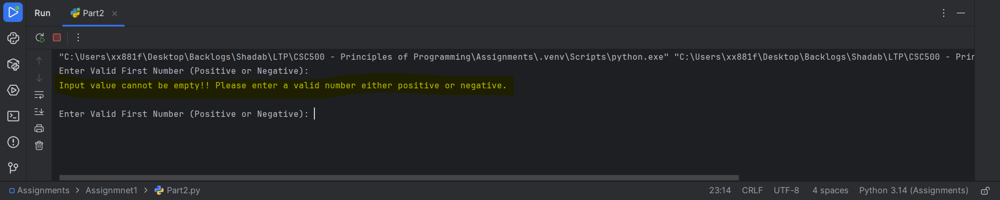 Run Part2
"C:\Users\xx881f\Desktop\Backlogs\Shadab\LTP\CSC500 - Principles of Programming\Assignments\.venv\Scripts\python.exe" "C:\Users\xx881f\Desktop\Backlogs\Shadab\LTP\CSC500 - Prin
Enter Valid First Number (Positive or Negative):
Input value cannot be empty!! Please enter a valid number either positive or negative.
Enter Valid First Number (Positive or Negative):
Assignments > Assignmnet1 > Part2.py 23:14 CRLF UTF-8 4 spaces Python 3.14 (Assignments)